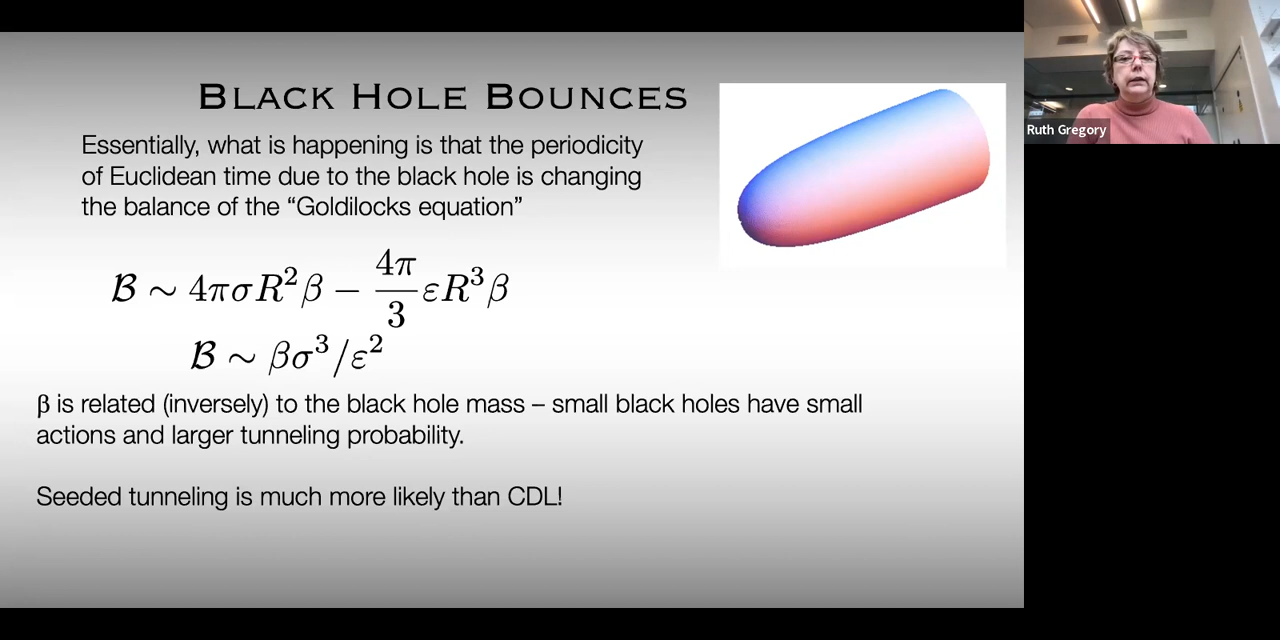 BLACK HOLE BOUNCES
Essentially, what is happening is that the periodicity
of Euclidean time due to the black hole is changing
the balance of the “Goldilocks equation”
ℬ ∼ 4πσR²β − 4π/3 εR³β
ℬ ∼ βσ³/ε²
β is related (inversely) to the black hole mass – small black holes have small
actions and larger tunneling probability.
Seeded tunneling is much more likely than CDL!
Ruth Gregory